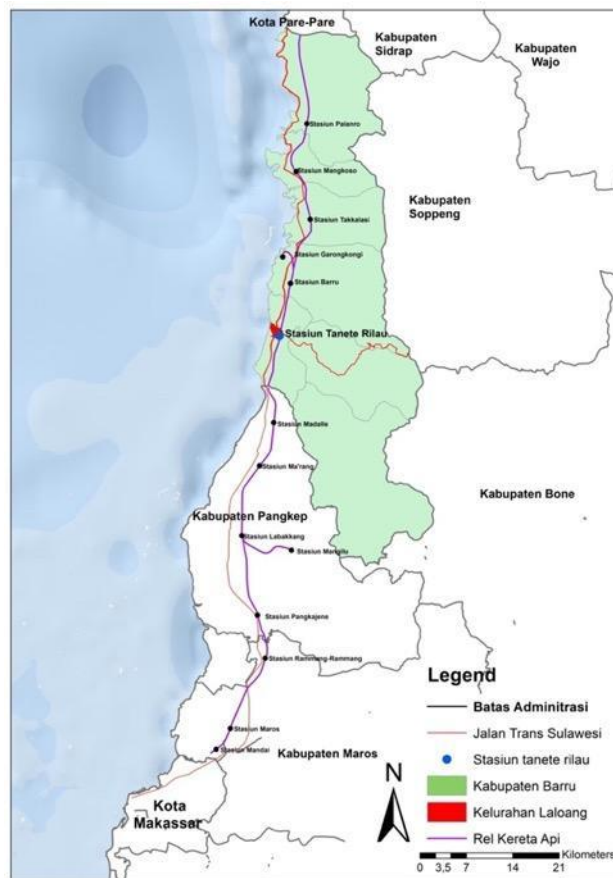 Kota Pare-Pare
Kabupaten
Sidrap
Kabupaten
Wajo
Stasiun Palanro
Stasiun Mangkoso
Kabupaten
Soppeng
Stasiun Takkalasi
Stasiun Garongkongi
Stasiun Barru
Stasiun Tanete Rilau
Stasiun Madalle
Stasiun Ma'rang
Kabupaten Bone
Kabupaten Pangkep
Stasiun Labakkang
Stasiun Mangilu
Stasiun Pangkajene
Stasiun Rammang-Rammang
Stasiun Maros
Stasiun Mandai
Kabupaten Maros
Kota
Makassar
Legend
Batas Adminitrasi
Jalan Trans Sulawesi
Stasiun tanete rilau
Kabupaten Barru
Kelurahan Laloang
Rel Kereta Api
N
Kilometers
0 3,5 7 14 21